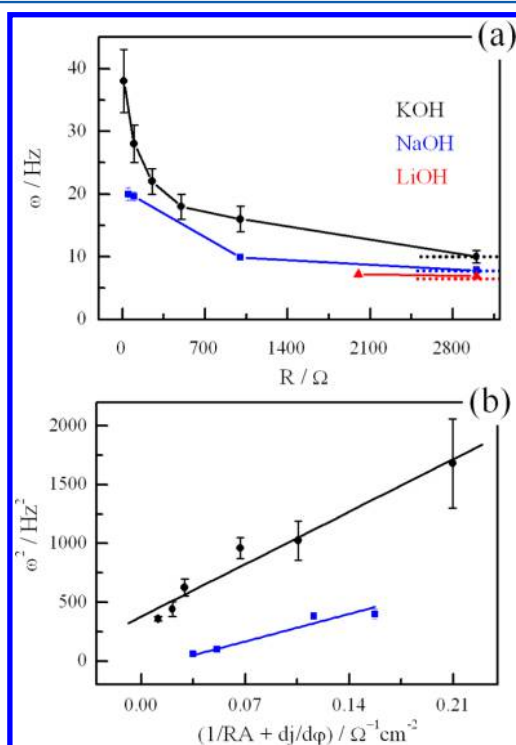 (a)
40
30
20
10
0
ω / Hz
KOH
NaOH
LiOH
0 700 1400 2100 2800
R / Ω
(b)
2000
1500
1000
500
0
ω² / Hz²
0.00 0.07 0.14 0.21
(1/RA + dj/dφ) / Ω⁻¹cm⁻²